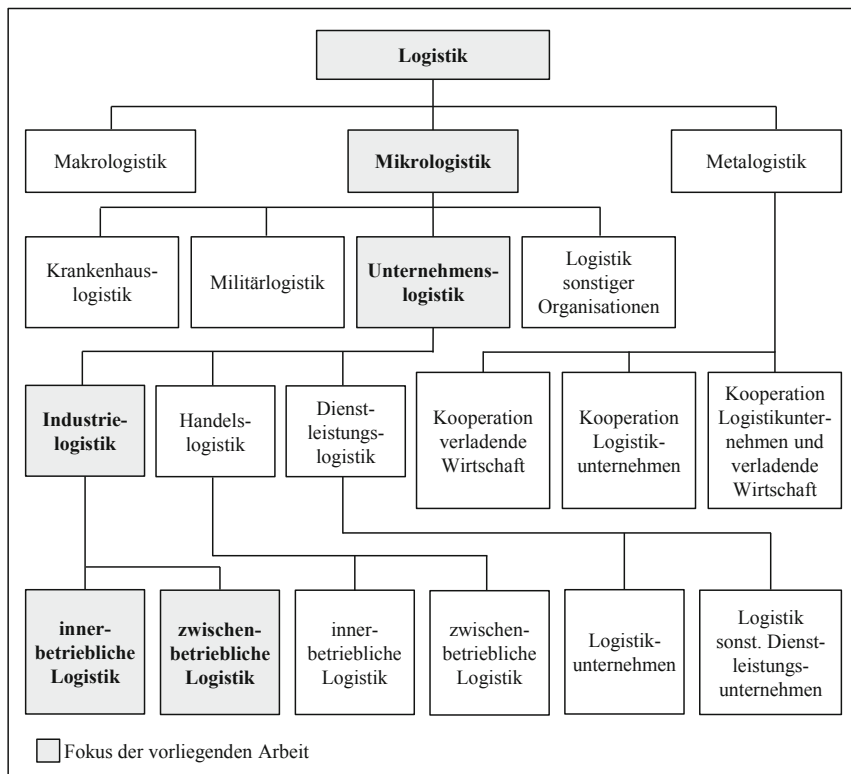 Logistik
Makrologistik
Mikrologistik
Metalogistik
Krankenhaus-
logistik
Militärlogistik
Unternehmens-
logistik
Logistik
sonstiger
Organisationen
Industrie-
logistik
Handels-
logistik
Dienst-
leistungs-
logistik
Kooperation
verladende
Wirtschaft
Kooperation
Logistik-
unternehmen
Kooperation
Logistikunter-
nehmen und
verladende
Wirtschaft
inner-
betriebliche
Logistik
zwischen-
betriebliche
Logistik
inner-
betriebliche
Logistik
zwischen-
betriebliche
Logistik
Logistik-
unternehmen
Logistik
sonst. Dienst-
leistungs-
unternehmen
Fokus der vorliegenden Arbeit